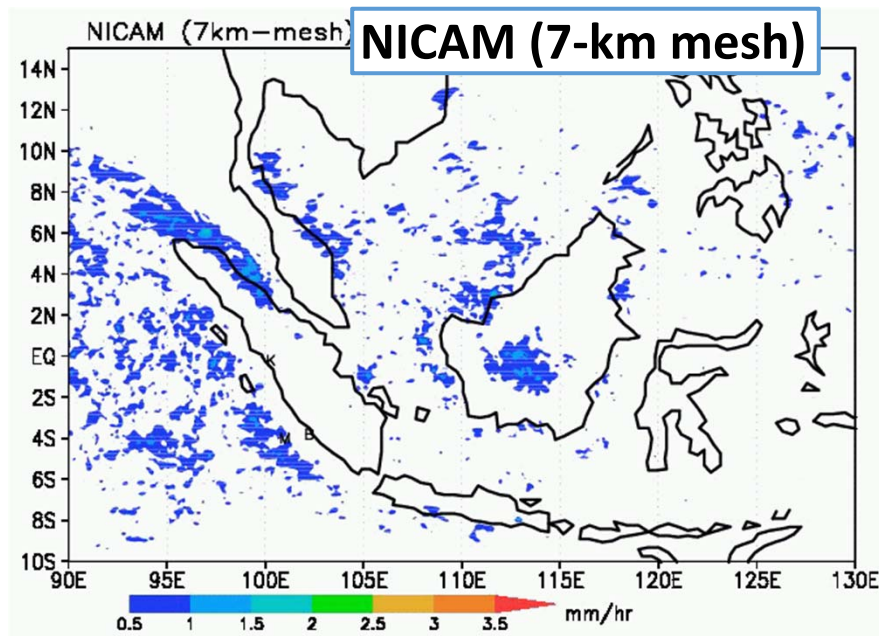 NICAM (7km-mesh)
NICAM (7-km mesh)
14N
12N
10N
8N
6N
4N
2N
EQ
2S
4S
6S
8S
10S
K
M B
90E 95E 100E 105E 110E 115E 120E 125E 130E
0.5 1 1.5 2 2.5 3 3.5 mm/hr